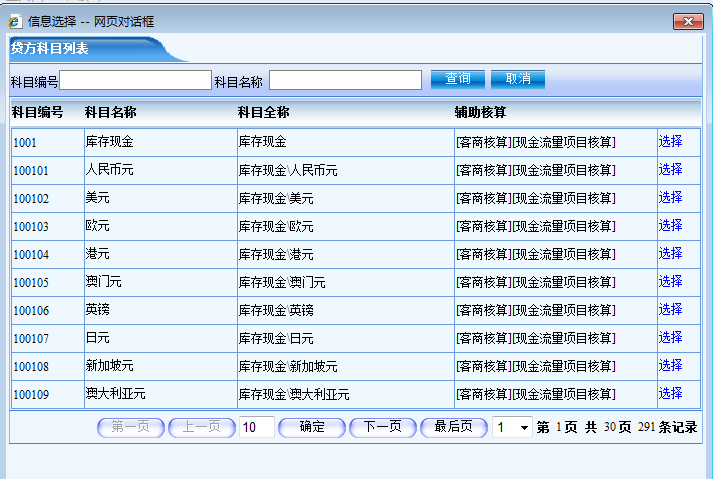 信息选择 -- 网页对话框
贷方科目列表
科目编号 科目名称 查询 取消
科目编号 科目名称 科目全称 辅助核算
1001 库存现金 库存现金 [客商核算][现金流量项目核算] 选择
100101 人民币元 库存现金\人民币元 [客商核算][现金流量项目核算] 选择
100102 美元 库存现金\美元 [客商核算][现金流量项目核算] 选择
100103 欧元 库存现金\欧元 [客商核算][现金流量项目核算] 选择
100104 港元 库存现金\港元 [客商核算][现金流量项目核算] 选择
100105 澳门元 库存现金\澳门元 [客商核算][现金流量项目核算] 选择
100106 英镑 库存现金\英镑 [客商核算][现金流量项目核算] 选择
100107 日元 库存现金\日元 [客商核算][现金流量项目核算] 选择
100108 新加坡元 库存现金\新加坡元 [客商核算][现金流量项目核算] 选择
100109 澳大利亚元 库存现金\澳大利亚元 [客商核算][现金流量项目核算] 选择
第一页 上一页 10 确定 下一页 最后页 1 第 1页 共 30页 291条记录